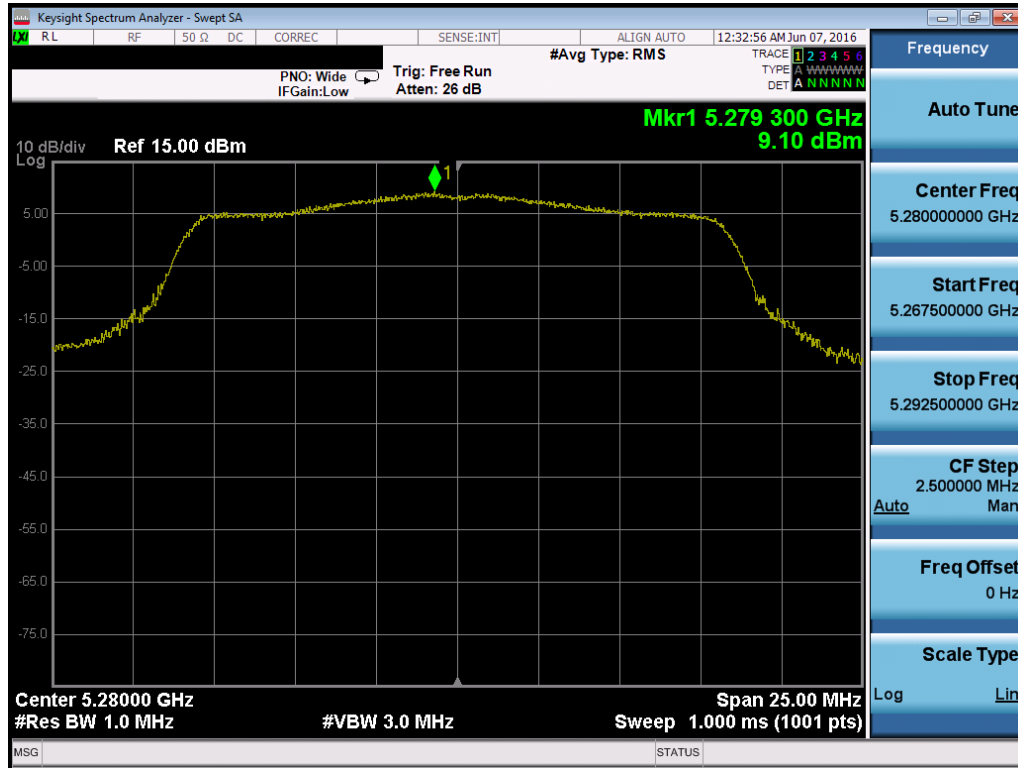 Keysight Spectrum Analyzer - Swept SA
LXI RL RF 50 Ω DC CORREC SENSE:INT ALIGN AUTO 12:32:56 AM Jun 07, 2016
#Avg Type: RMS
TRACE 1 2 3 4 5 6
TYPE A WWWWW
DET A N N N N N
PNO: Wide
IFGain:Low
Trig: Free Run
Atten: 26 dB
Mkr1 5.279 300 GHz
9.10 dBm
10 dB/div Ref 15.00 dBm
Log
1
5.00
-5.00
-15.0
-25.0
-35.0
-45.0
-55.0
-65.0
-75.0
Center 5.28000 GHz Span 25.00 MHz
#Res BW 1.0 MHz #VBW 3.0 MHz Sweep 1.000 ms (1001 pts)
MSG STATUS
Frequency
Auto Tune
Center Freq
5.280000000 GHz
Start Freq
5.267500000 GHz
Stop Freq
5.292500000 GHz
CF Step
2.500000 MHz
Auto Man
Freq Offset
0 Hz
Scale Type
Log Lin